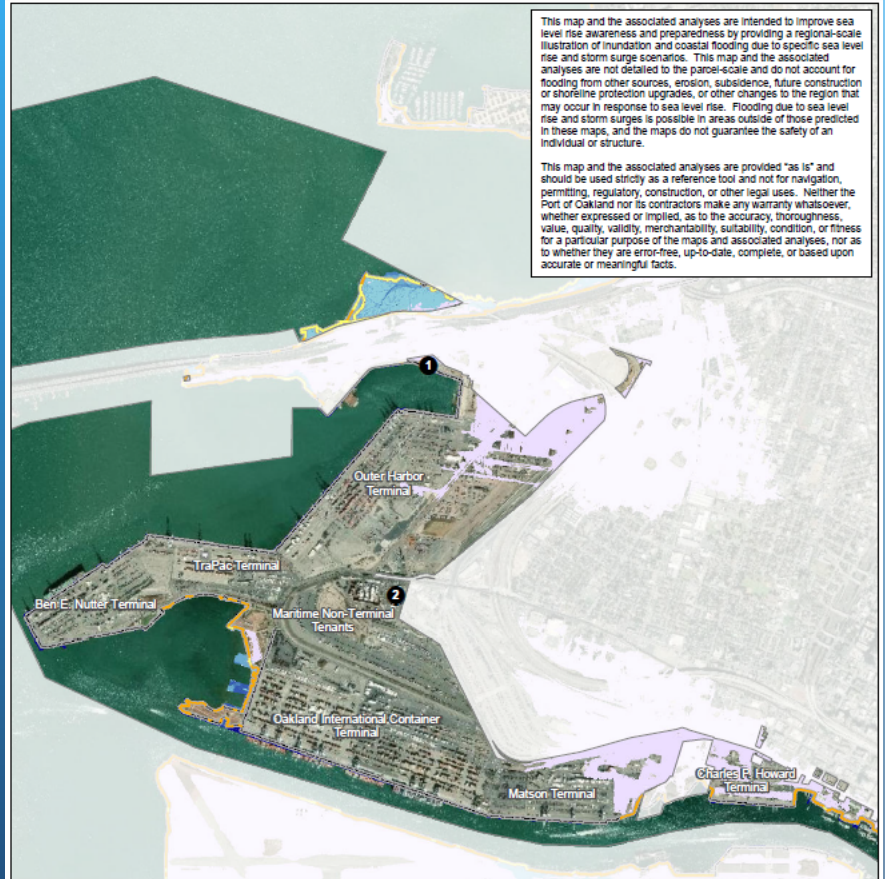 This map and the associated analyses are intended to improve sea
level rise awareness and preparedness by providing a regional-scale
illustration of inundation and coastal flooding due to specific sea level
rise and storm surge scenarios. This map and the associated
analyses are not detailed to the parcel-scale and do not account for
flooding from other sources, erosion, subsidence, future construction
or shoreline protection upgrades, or other changes to the region that
may occur in response to sea level rise. Flooding due to sea level
rise and storm surges is possible in areas outside of those predicted
in these maps, and the maps do not guarantee the safety of an
individual or structure.
This map and the associated analyses are provided "as is" and
should be used strictly as a reference tool and not for navigation,
permitting, regulatory, construction, or other legal uses. Neither the
Port of Oakland nor its contractors make any warranty whatsoever,
whether expressed or implied, as to the accuracy, thoroughness,
value, quality, validity, merchantability, suitability, condition, or fitness
for a particular purpose of the maps and associated analyses, nor as
to whether they are error-free, up-to-date, complete, or based upon
accurate or meaningful facts.
1
Outer Harbor
Terminal
TraPac Terminal
Ben E. Nutter Terminal
2
Maritime Non-Terminal
Tenants
Oakland International Container
Terminal
Matson Terminal
Charles P. Howard
Terminal